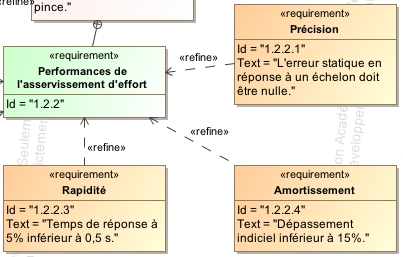 «refine»
pince."
«requirement»
Précision
Id = "1.2.2.1"
Text = "L'erreur statique en
réponse à un échelon doit
être nulle."
«refine»
«requirement»
Performances de
l'asservissement d'effort
Id = "1.2.2"
«refine»
«refine»
«requirement»
Rapidité
Id = "1.2.2.3"
Text = "Temps de réponse à
5% inférieur à 0,5 s."
«requirement»
Amortissement
Id = "1.2.2.4"
Text = "Dépassement
indiciel inférieur à 15%."